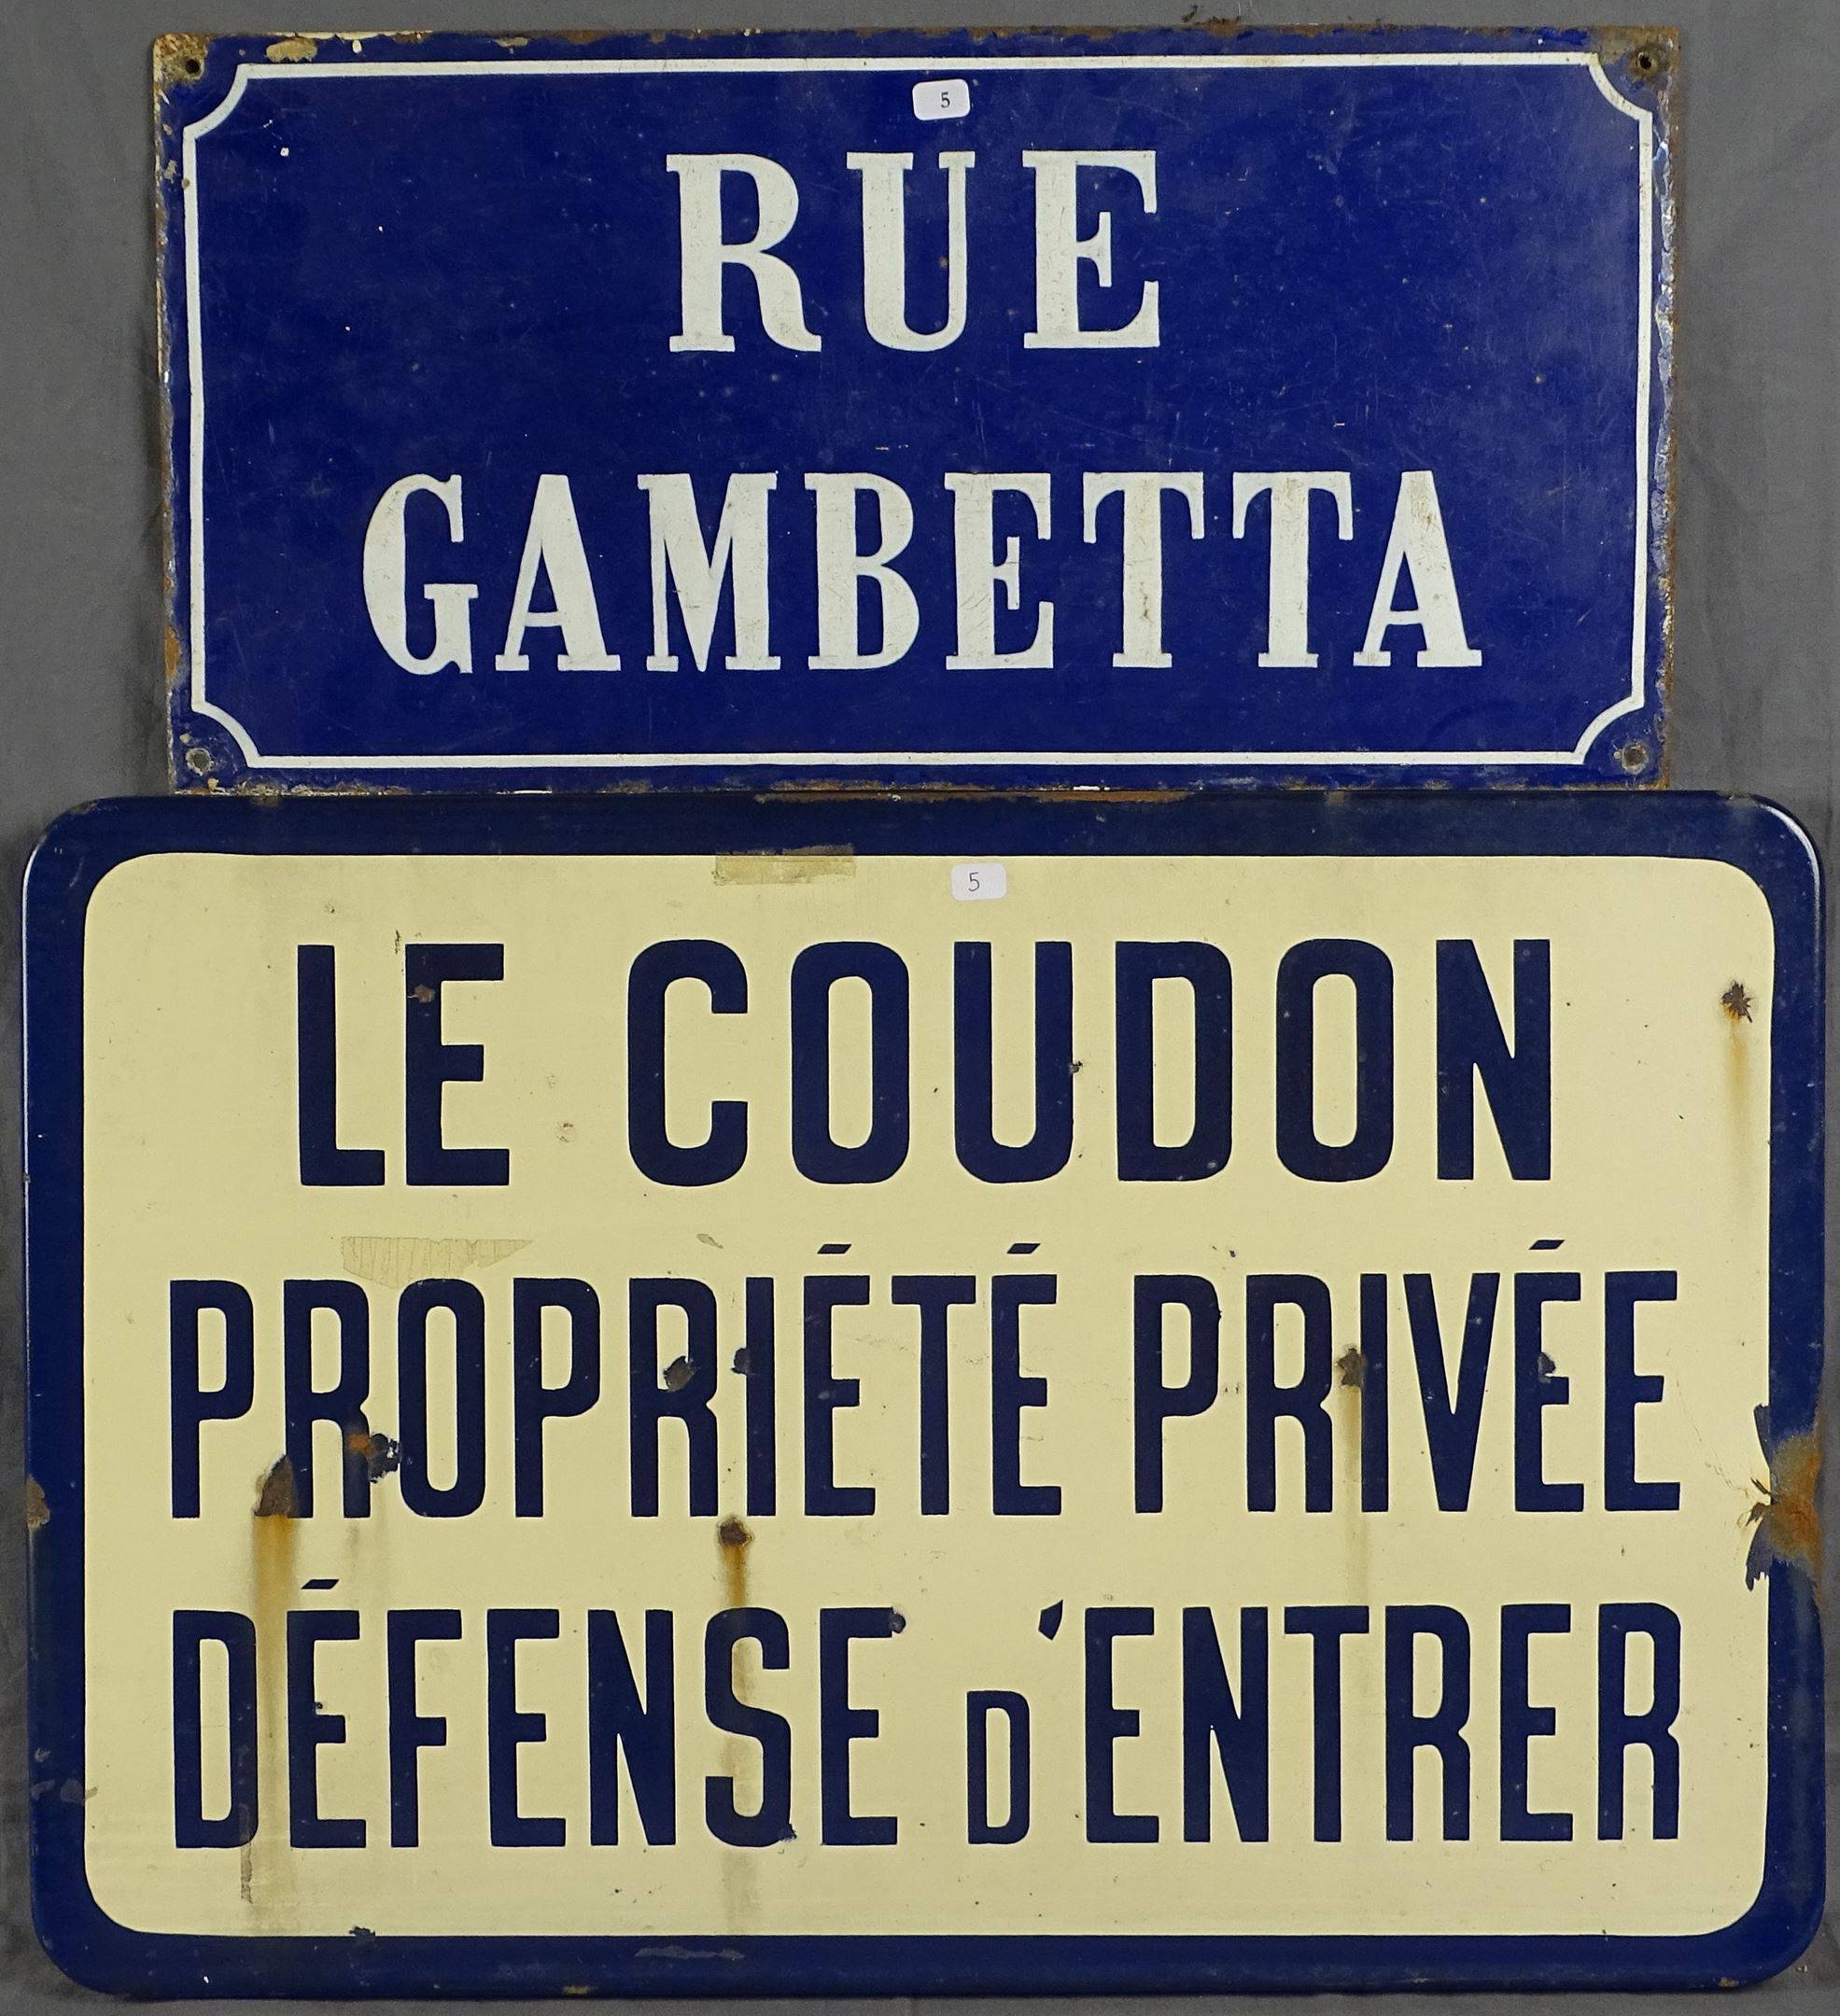 5
RUE
GAMBETTA
5
LE COUDON
PROPRIÉTÉ PRIVÉE
DÉFENSE D'ENTRER